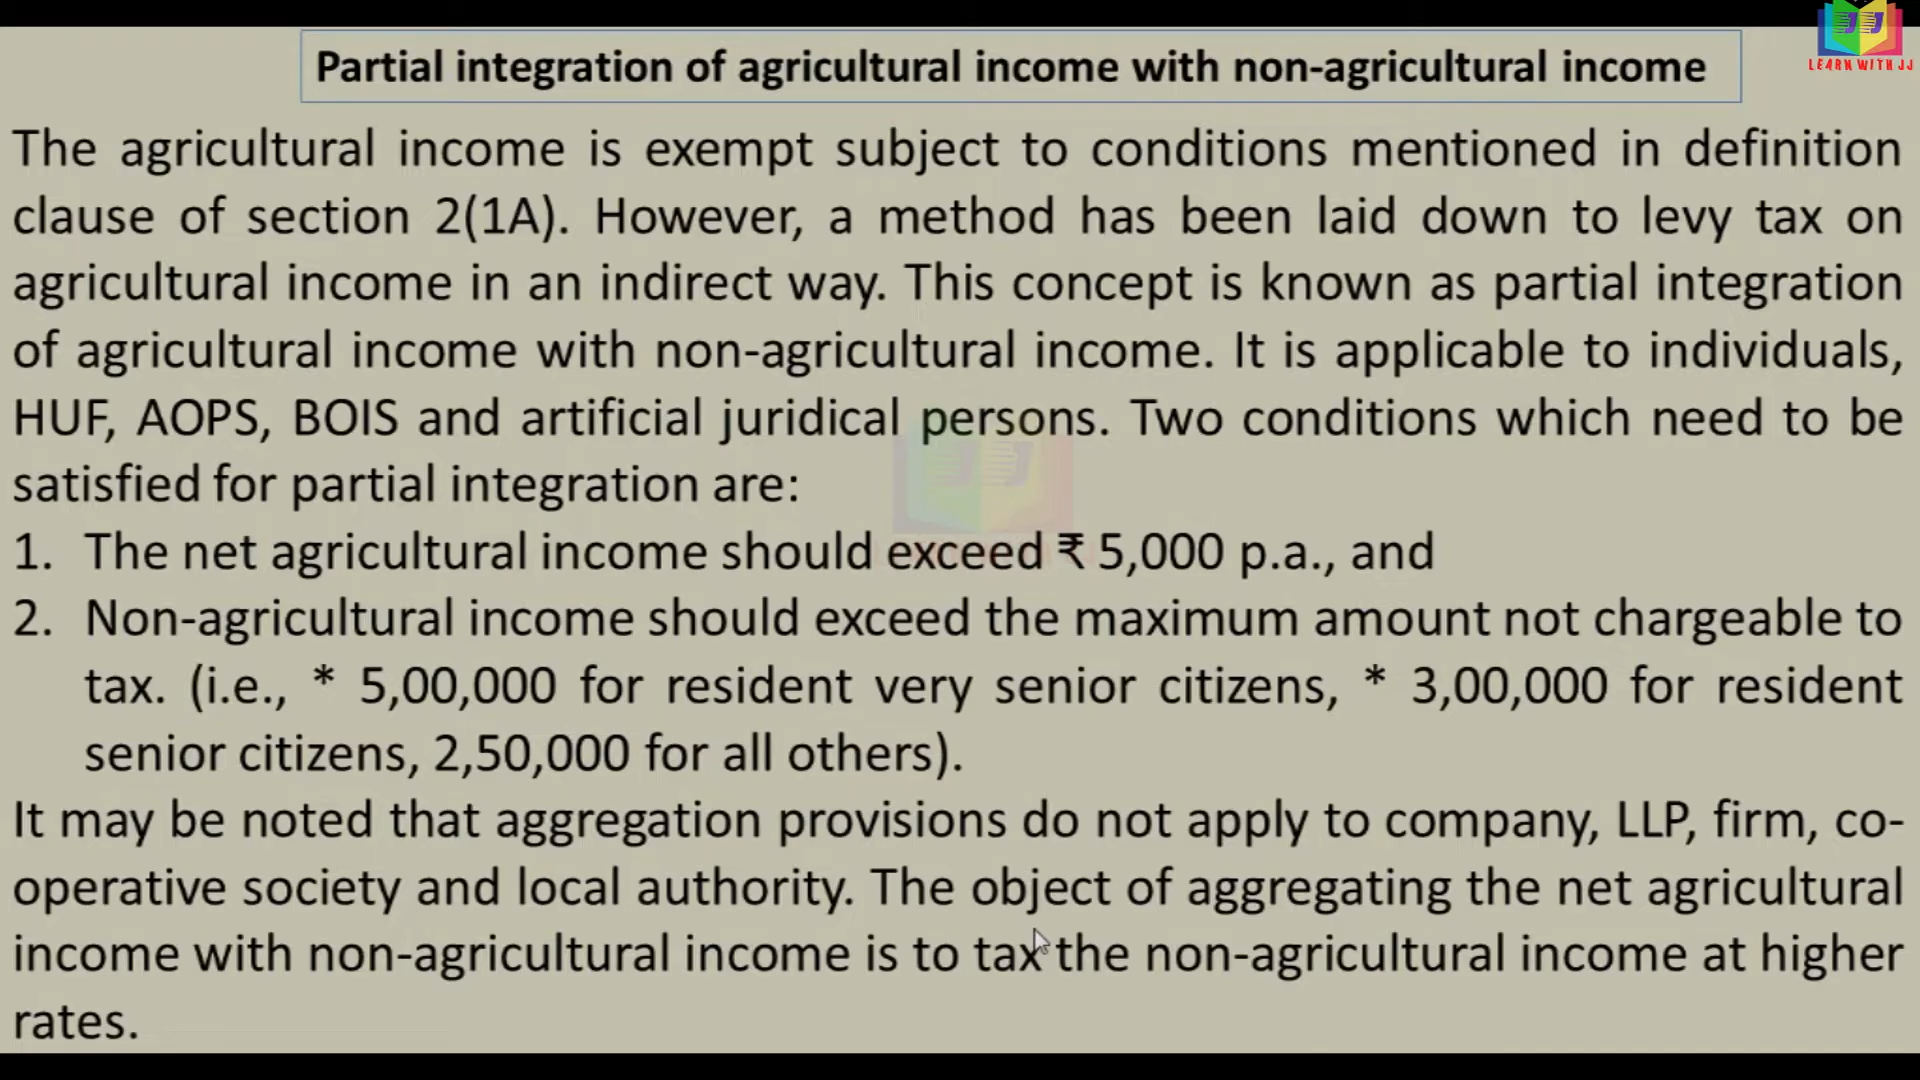 Partial integration of agricultural income with non-agricultural income
LEARN WITH JJ
The agricultural income is exempt subject to conditions mentioned in definition
clause of section 2(1A). However, a method has been laid down to levy tax on
agricultural income in an indirect way. This concept is known as partial integration
of agricultural income with non-agricultural income. It is applicable to individuals,
HUF, AOPS, BOIS and artificial juridical persons. Two conditions which need to be
satisfied for partial integration are:
1. The net agricultural income should exceed ₹ 5,000 p.a., and
2. Non-agricultural income should exceed the maximum amount not chargeable to
tax. (i.e., * 5,00,000 for resident very senior citizens, * 3,00,000 for resident
senior citizens, 2,50,000 for all others).
It may be noted that aggregation provisions do not apply to company, LLP, firm, co-
operative society and local authority. The object of aggregating the net agricultural
income with non-agricultural income is to tax the non-agricultural income at higher
rates.